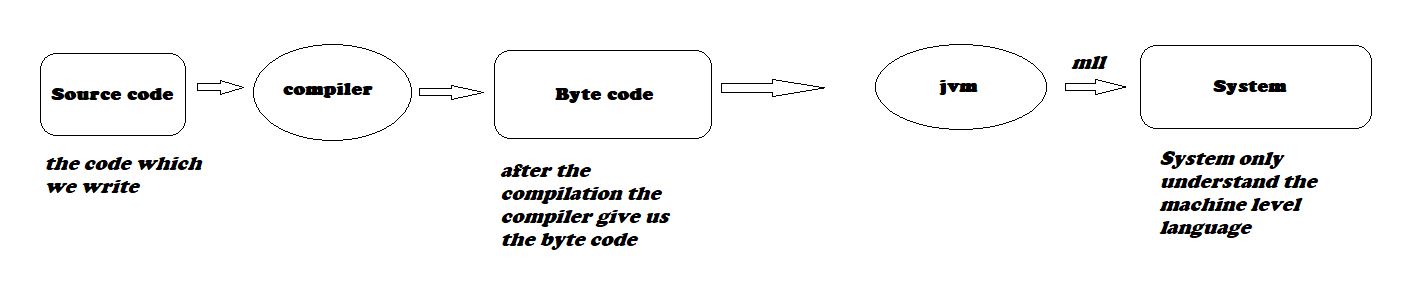 Source code
compiler
Byte code
jvm
mll
System
the code which
we write
after the
compilation the
compiler give us
the byte code
System only
understand the
machine level
language